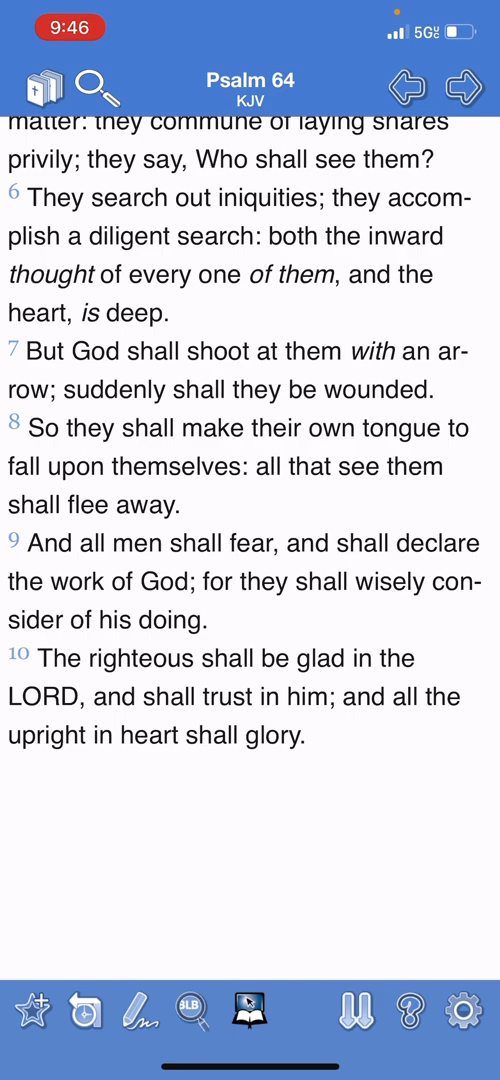 9:46
5G
Psalm 64
KJV
matter: they commune of laying snares
privily; they say, Who shall see them?
6 They search out iniquities; they accom-
plish a diligent search: both the inward
thought of every one of them, and the
heart, is deep.
7 But God shall shoot at them with an ar-
row; suddenly shall they be wounded.
8 So they shall make their own tongue to
fall upon themselves: all that see them
shall flee away.
9 And all men shall fear, and shall declare
the work of God; for they shall wisely con-
sider of his doing.
10 The righteous shall be glad in the
LORD, and shall trust in him; and all the
upright in heart shall glory.
BLB